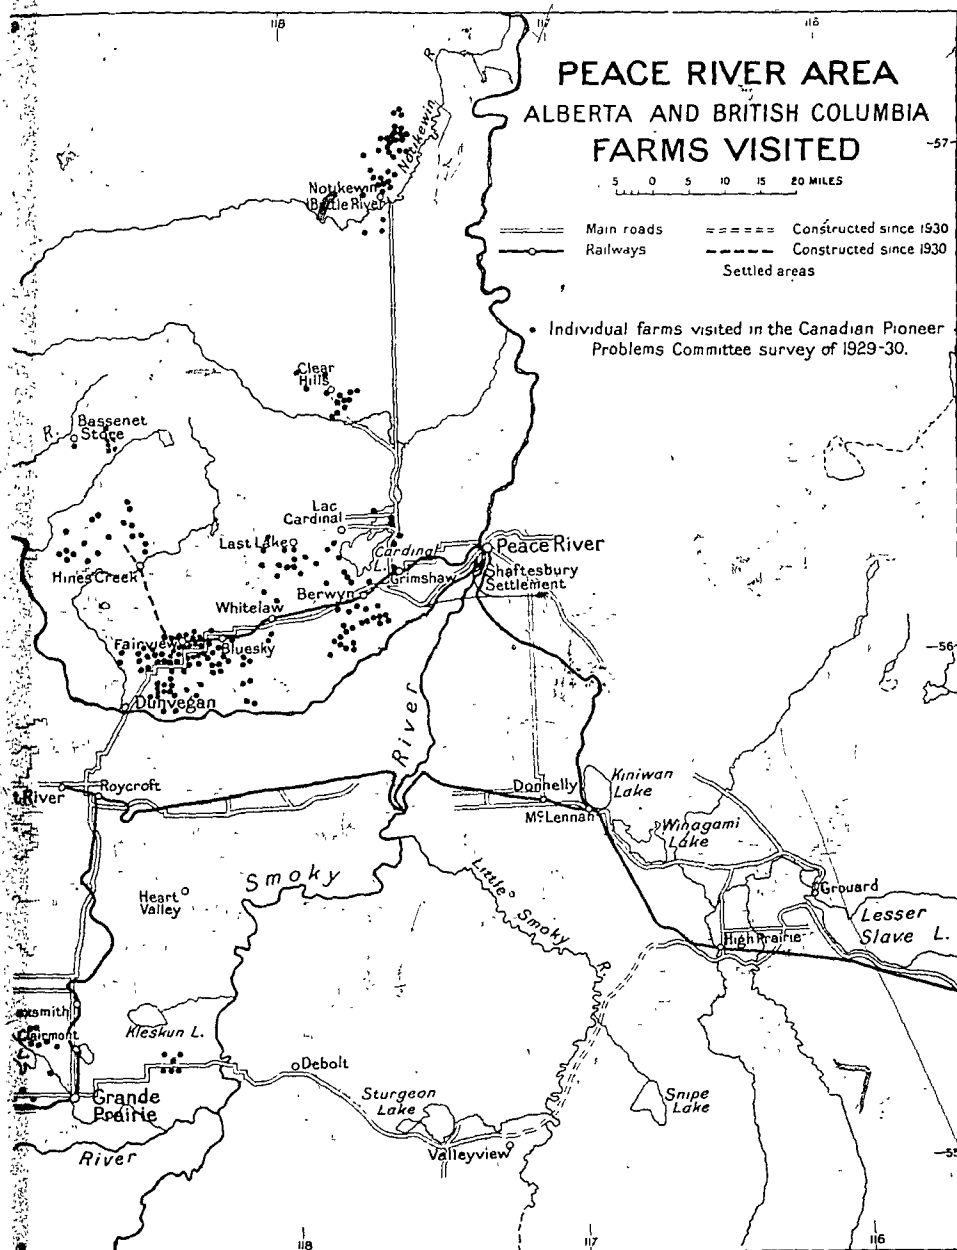 118
117
116
PEACE RIVER AREA
ALBERTA AND BRITISH COLUMBIA
FARMS VISITED
57
5 0 5 10 15 20 MILES
Main roads
Constructed since 1930
Railways
Constructed since 1930
Settled areas
Individual farms visited in the Canadian Pioneer
Problems Committee survey of 1929-30.
R.
Notikewin
Notikewin
(Battle River)
Clear
Hills
Bassenet
Store
R.
Lac
Cardinal
Last Lake
Cardinal
L.
Peace River
Hines Creek
Grimshaw
Shaftesbury
Settlement
Berwyn
Whitelaw
Fairview
Bluesky
56
Dunvegan
River
River
Roycroft
Donnelly
Kiniwan
Lake
McLennan
Winagami
Lake
Smoky
Heart
Valley
Little
Smoky
R.
Grouard
Lesser
Slave L.
High Prairie
exsmith
Clairmont
Kleskun L.
Debolt
Grande
Prairie
Sturgeon
Lake
Snipe
Lake
River
Valleyview
55
118
117
116